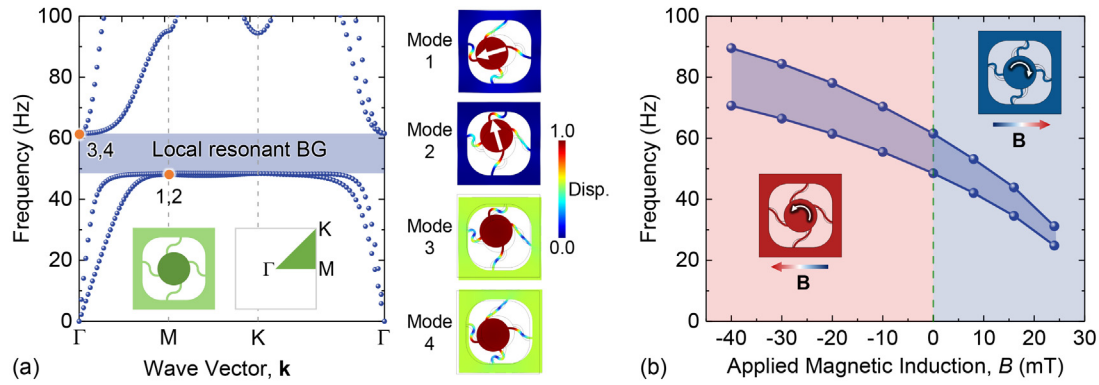 100
80
60
40
20
0
Frequency (Hz)
Local resonant BG
3,4
1,2
K
Γ
M
Γ M K Γ
Wave Vector, k
(a)
Mode
1
Mode
2
Mode
3
Mode
4
1.0
Disp.
0.0
100
80
60
40
20
0
Frequency (Hz)
B
B
-40 -30 -20 -10 0 10 20 30
Applied Magnetic Induction, B (mT)
(b)